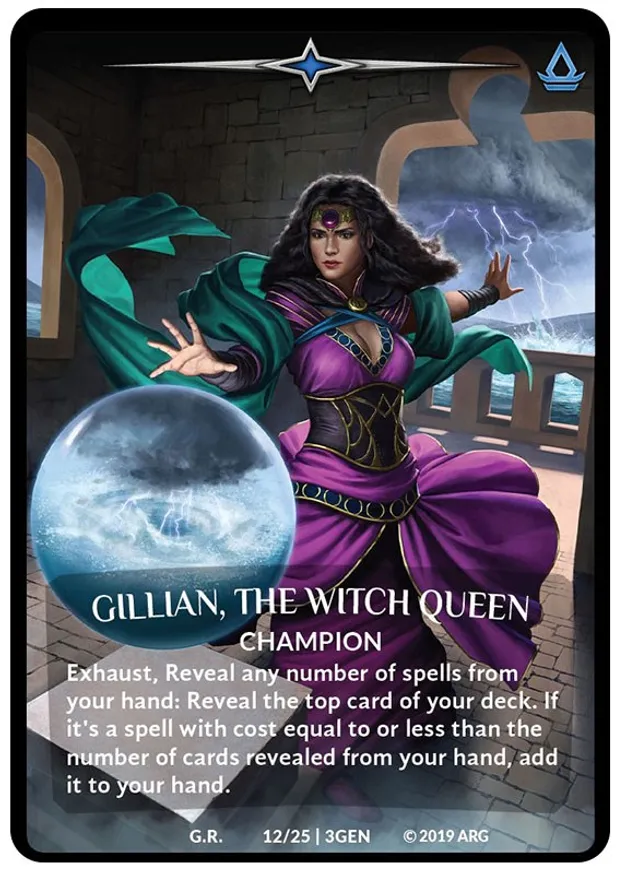 GILLIAN, THE WITCH QUEEN
CHAMPION
Exhaust, Reveal any number of spells from
your hand: Reveal the top card of your deck. If
it's a spell with cost equal to or less than the
number of cards revealed from your hand, add
it to your hand.
G.R. 12/25 | 3GEN © 2019 ARG